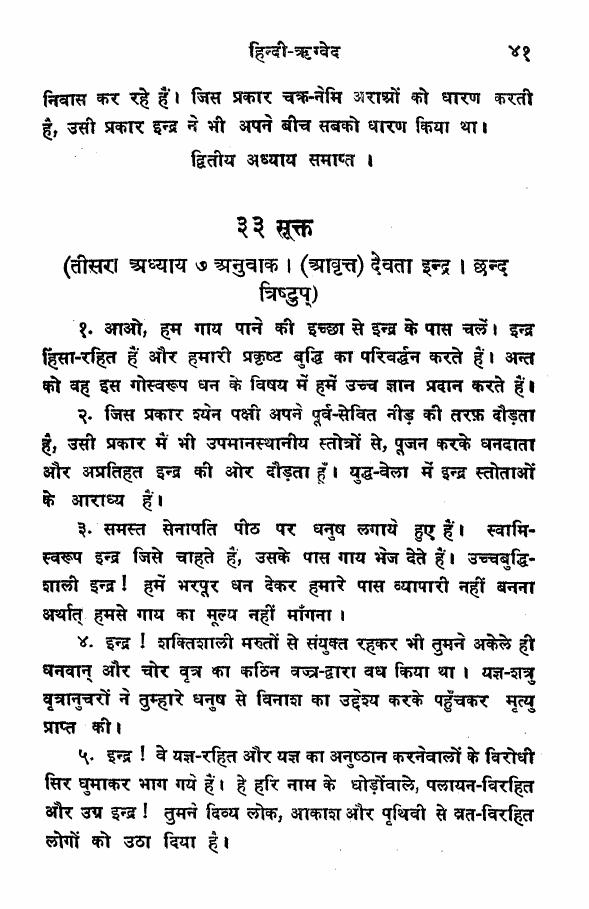 हिन्दी-ऋग्वेद ४१
निवास कर रहे हैं। जिस प्रकार चक्र-नेमि अराओं को धारण करती
है, उसी प्रकार इन्द्र ने भी अपने बीच सबको धारण किया था।
द्वितीय अध्याय समाप्त ।
३३ सूक्त
(तीसरा अध्याय ७ अनुवाक । (आवृत्त) देवता इन्द्र । छन्द
त्रिष्टुप्)
१. आओ, हम गाय पाने की इच्छा से इन्द्र के पास चलें। इन्द्र
हिंसा-रहित हैं और हमारी प्रकृष्ट बुद्धि का परिवर्द्धन करते हैं। अन्त
को वह इस गोस्वरूप धन के विषय में हमें उच्च ज्ञान प्रदान करते हैं।
२. जिस प्रकार श्येन पक्षी अपने पूर्व-सेवित नीड़ की तरफ़ दौड़ता
है, उसी प्रकार में भी उपमानस्थानीय स्तोत्रों से, पूजन करके धनदाता
और अप्रतिहत इन्द्र की ओर दौड़ता हूँ। युद्ध-वेला में इन्द्र स्तोताओं
के आराध्य हैं।
३. समस्त सेनापति पीठ पर धनुष लगाये हुए हैं। स्वामि-
स्वरूप इन्द्र जिसे चाहते हैं, उसके पास गाय भेज देते हैं। उच्चबुद्धि-
शाली इन्द्र! हमें भरपूर धन देकर हमारे पास व्यापारी नहीं बनना
अर्थात् हमसे गाय का मूल्य नहीं माँगना ।
४. इन्द्र ! शक्तिशाली मरुतों से संयुक्त रहकर भी तुमने अकेले ही
धनवान् और चोर वृत्र का कठिन वज्र-द्वारा वध किया था । यज्ञ-शत्रु
वृत्रानुचरों ने तुम्हारे धनुष से विनाश का उद्देश्य करके पहुँचकर मृत्यु
प्राप्त की।
५. इन्द्र ! वे यज्ञ-रहित और यज्ञ का अनुष्ठान करनेवालों के विरोधी
सिर घुमाकर भाग गये हैं। हे हरि नाम के घोड़ोंवाले, पलायन-विरहित
और उग्र इन्द्र! तुमने दिव्य लोक, आकाश और पृथिवी से व्रत-विरहित
लोगों को उठा दिया है।